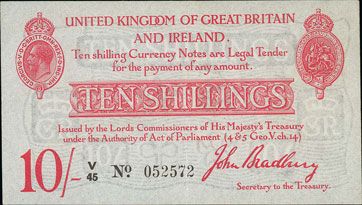 UNITED KINGDOM OF GREAT BRITAIN
AND IRELAND.
Ten shilling Currency Notes are Legal Tender
for the payment of any amount.
TEN SHILLINGS
Issued by the Lords Commissioners of His Majesty's Treasury
under the Authority of Act of Parliament (4 & 5 Geo. V. ch. 14)
10/- V/45 No 052572
John Bradbury
Secretary to the Treasury.